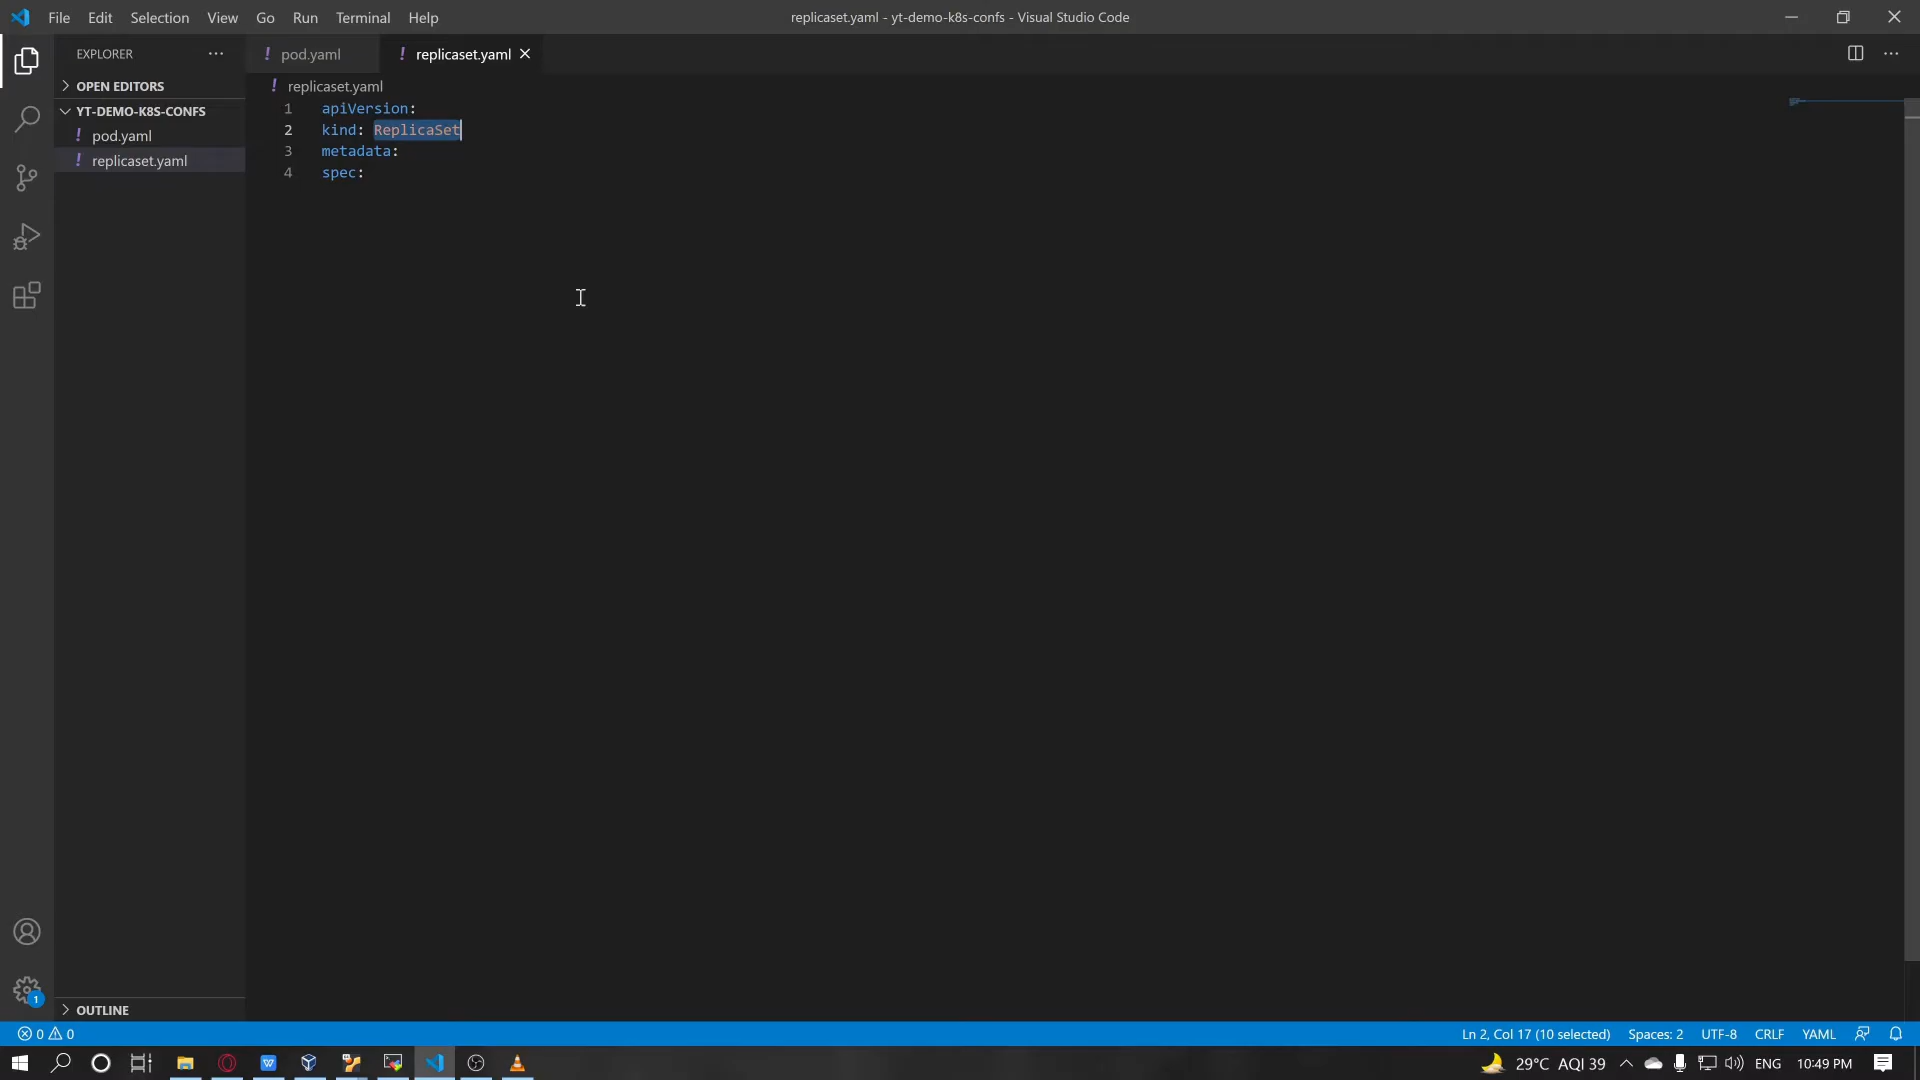 File Edit Selection View Go Run Terminal Help
replicaset.yaml - yt-demo-k8s-confs - Visual Studio Code
EXPLORER
OPEN EDITORS
YT-DEMO-K8S-CONFS
! pod.yaml
! replicaset.yaml
OUTLINE
! pod.yaml
! replicaset.yaml
! replicaset.yaml
1 apiVersion:
2 kind: ReplicaSet
3 metadata:
4 spec:
1
0 0
Ln 2, Col 17 (10 selected) Spaces: 2 UTF-8 CRLF YAML
29°C AQI 39 ENG 10:49 PM